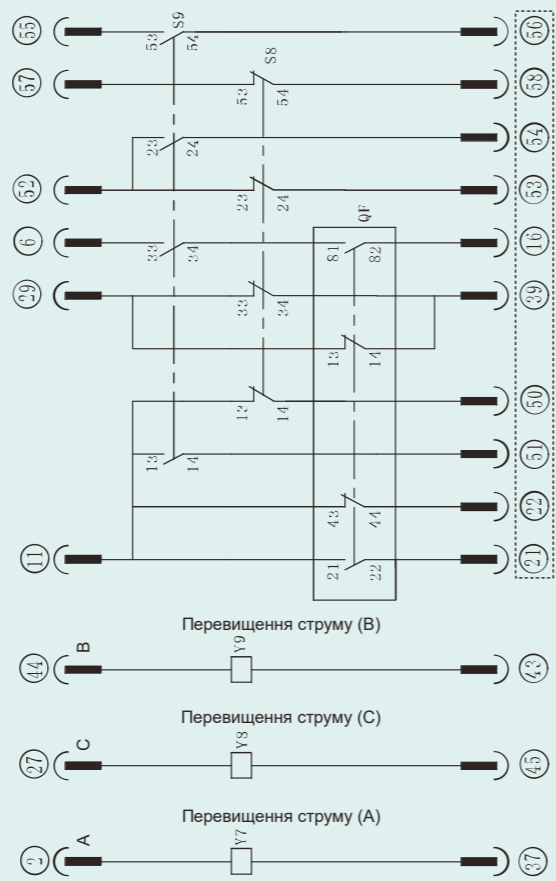 55 53 54 S9 56
57 53 54 S8 58
23 24 54
52 23 24 53
6 33 34 81 82 QF 16
29 33 34 39
13 14
13 14 50
13 14 51
43 44 22
11 21 22 21
Перевищення струму (B)
44 B Y9 43
Перевищення струму (C)
27 C Y8 45
Перевищення струму (A)
2 A Y7 37